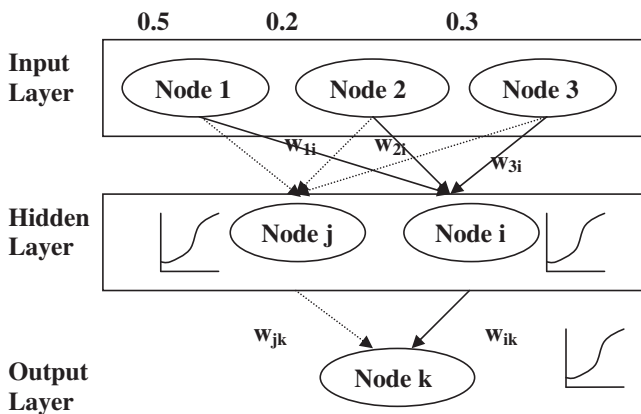 0.5 0.2 0.3
Input
Layer
Node 1 Node 2 Node 3
w1i w2i
w3i
Hidden
Layer
Node j Node i
wjk wik
Output
Layer
Node k